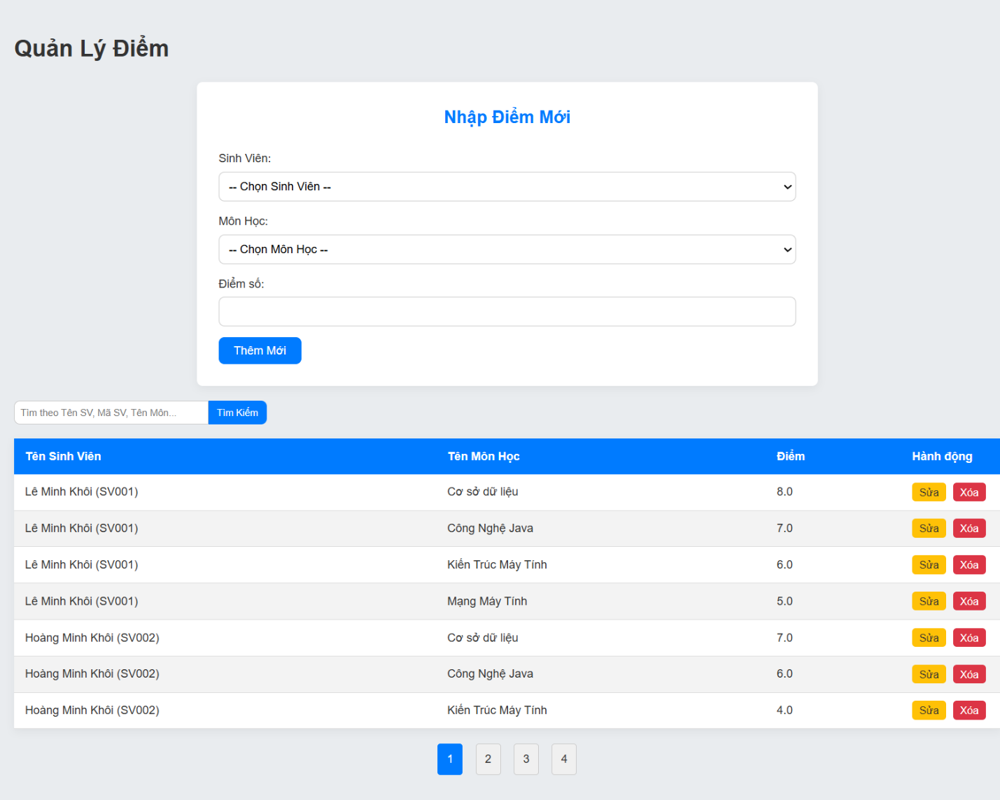 Quản Lý Điểm
Nhập Điểm Mới
Sinh Viên:
-- Chọn Sinh Viên --
Môn Học:
-- Chọn Môn Học --
Điểm số:
Thêm Mới
Tìm theo Tên SV, Mã SV, Tên Môn... Tìm Kiếm
Tên Sinh Viên Tên Môn Học Điểm Hành động
Lê Minh Khôi (SV001) Cơ sở dữ liệu 8.0 Sửa Xóa
Lê Minh Khôi (SV001) Công Nghệ Java 7.0 Sửa Xóa
Lê Minh Khôi (SV001) Kiến Trúc Máy Tính 6.0 Sửa Xóa
Lê Minh Khôi (SV001) Mạng Máy Tính 5.0 Sửa Xóa
Hoàng Minh Khôi (SV002) Cơ sở dữ liệu 7.0 Sửa Xóa
Hoàng Minh Khôi (SV002) Công Nghệ Java 6.0 Sửa Xóa
Hoàng Minh Khôi (SV002) Kiến Trúc Máy Tính 4.0 Sửa Xóa
1 2 3 4